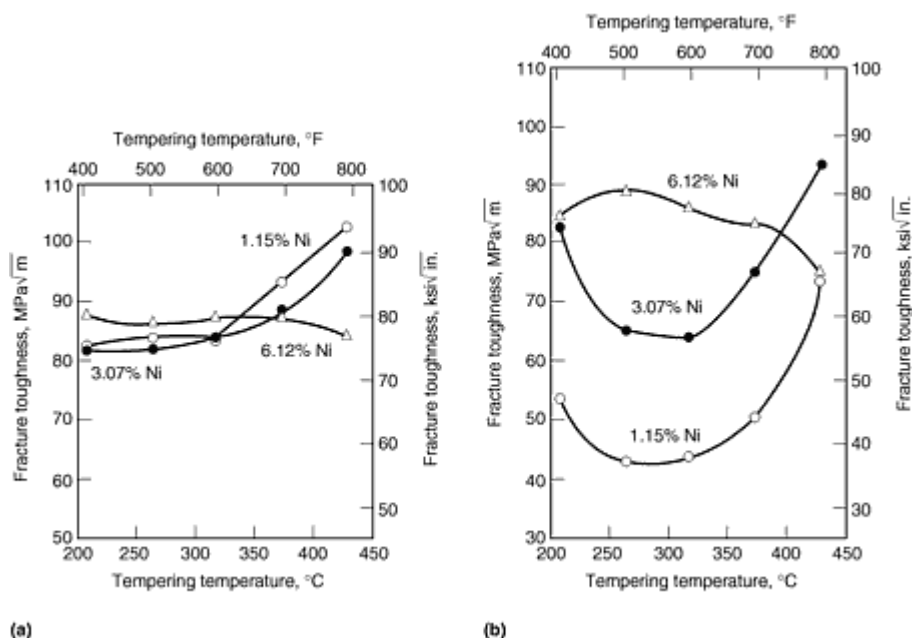 Tempering temperature, °F
400 500 600 700 800
110
100
90
80
70
60
50
Fracture toughness, MPa√m
100
90
80
70
60
50
Fracture toughness, ksi√in.
1.15% Ni
3.07% Ni
6.12% Ni
200 250 300 350 400 450
Tempering temperature, °C
(a)
Tempering temperature, °F
400 500 600 700 800
110
100
90
80
70
60
50
40
30
Fracture toughness, MPa√m
100
90
80
70
60
50
40
30
Fracture toughness, ksi√in.
6.12% Ni
3.07% Ni
1.15% Ni
200 250 300 350 400 450
Tempering temperature, °C
(b)